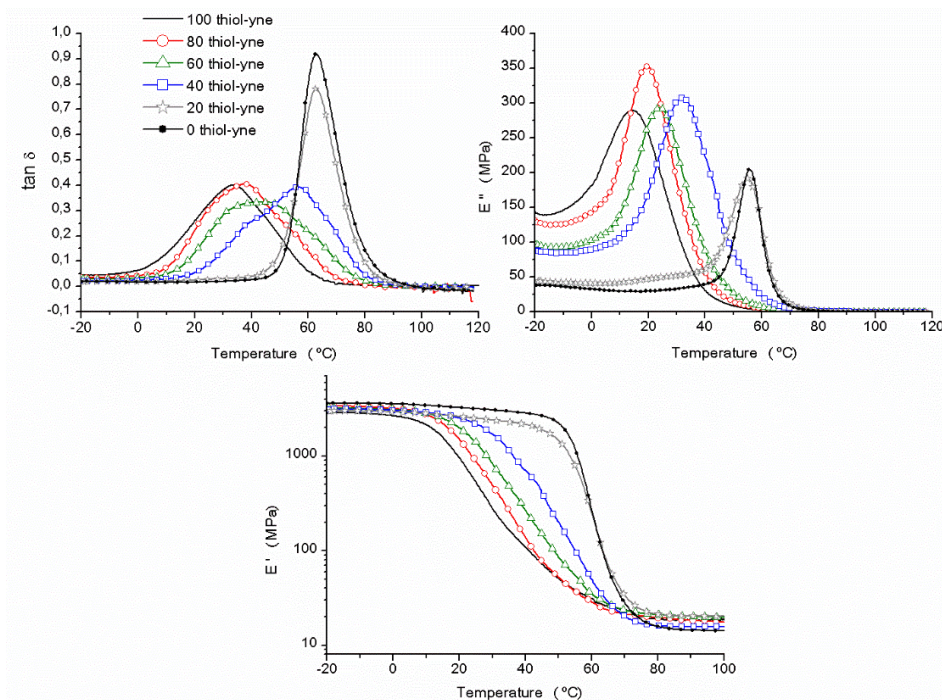 100 thiol-yne
80 thiol-yne
60 thiol-yne
40 thiol-yne
20 thiol-yne
0 thiol-yne
1,0
0,9
0,8
0,7
0,6
0,5
0,4
0,3
0,2
0,1
0,0
-0,1
tan δ
-20 0 20 40 60 80 100 120
Temperature (ºC)
400
350
300
250
200
150
100
50
0
E'' (MPa)
-20 0 20 40 60 80 100 120
Temperature (ºC)
1000
100
10
E' (MPa)
-20 0 20 40 60 80 100
Temperature (ºC)